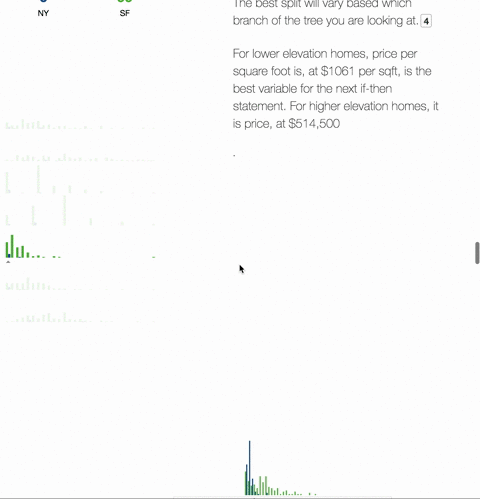 The best split will vary based which
NY
SF
branch of the tree you are looking at. 4
For lower elevation homes, price per
square foot is, at $1061 per sqft, is the
best variable for the next if-then
statement. For higher elevation homes, it
is price, at $514,500
.